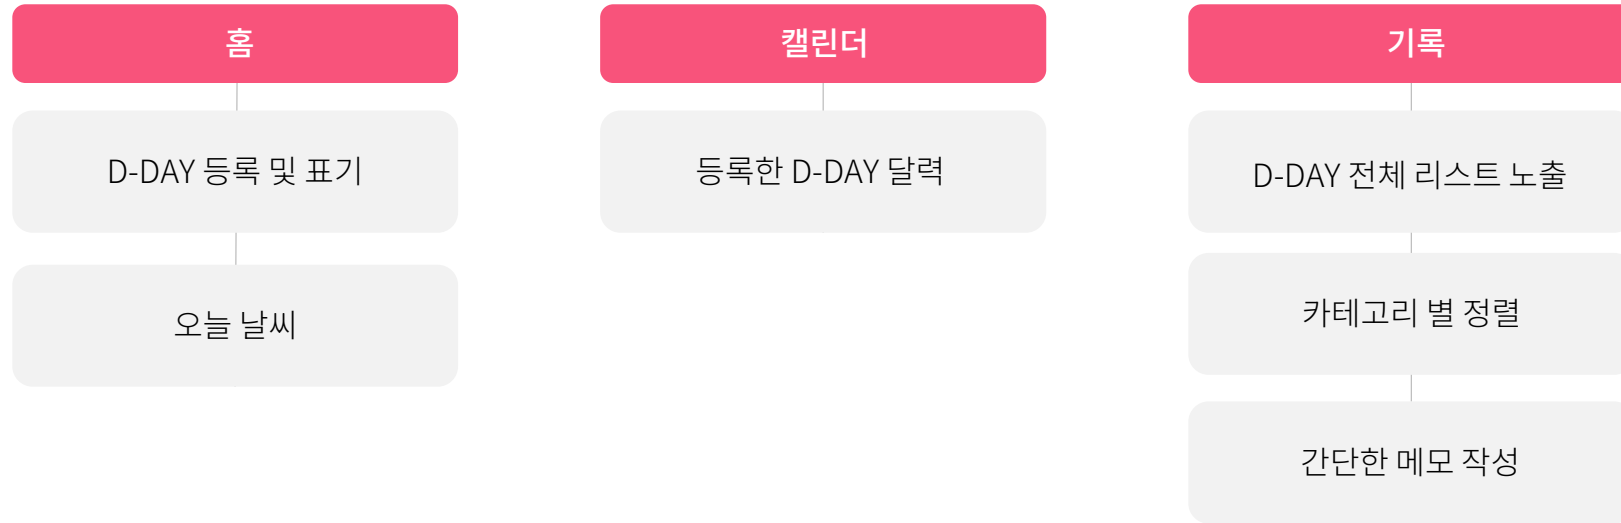 홈
D-DAY 등록 및 표기
오늘 날씨
캘린더
등록한 D-DAY 달력
기록
D-DAY 전체 리스트 노출
카테고리 별 정렬
간단한 메모 작성